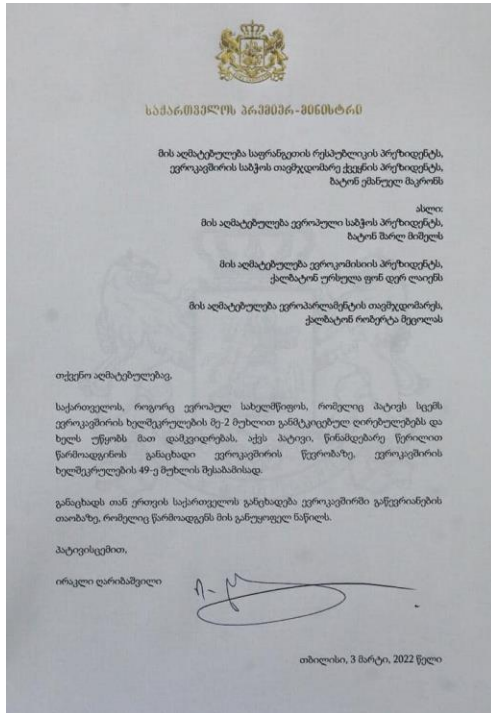 საქართველოს პრემიერ-მინისტრი
მის აღმატებულება საფრანგეთის რესპუბლიკის პრეზიდენტს,
ევროკავშირის საბჭოს თავმჯდომარე ქვეყნის პრეზიდენტს,
ბატონ ემანუელ მაკრონს
ასლი:
მის აღმატებულება ევროპული საბჭოს პრეზიდენტს,
ბატონ შარლ მიშელს
მის აღმატებულება ევროკომისიის პრეზიდენტს,
ქალბატონ ურსულა ფონ დერ ლაიენს
მის აღმატებულება ევროპარლამენტის თავმჯდომარეს,
ქალბატონ რობერტა მეცოლას
თქვენო აღმატებულებავ,
საქართველოს, როგორც ევროპულ სახელმწიფოს, რომელიც პატივს სცემს
ევროკავშირის ხელშეკრულების მე-2 მუხლით განმტკიცებულ ღირებულებებს და
ხელს უწყობს მათ დამკვიდრებას, აქვს პატივი, წინამდებარე წერილით
წარმოადგინოს განაცხადი ევროკავშირის წევრობაზე, ევროკავშირის
ხელშეკრულების 49-ე მუხლის შესაბამისად.
განაცხადს თან ერთვის საქართველოს განცხადება ევროკავშირში გაწევრიანების
თაობაზე, რომელიც წარმოადგენს მის განუყოფელ ნაწილს.
პატივისცემით,
ირაკლი ღარიბაშვილი
თბილისი, 3 მარტი, 2022 წელი